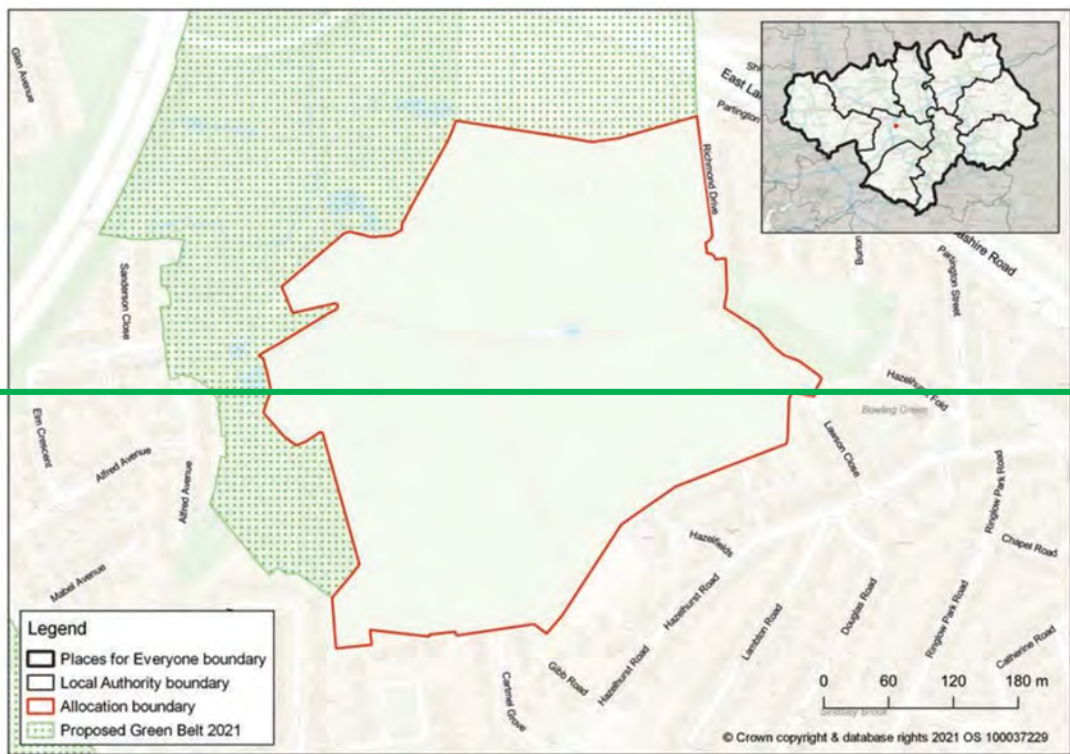 Glen Avenue
East La
Partington
Richmond Drive
Burton
ashire Road
Partington Street
Sanderson Close
Hazelhurst Fold
Bowling Green
Elm Crescent
Alfred Avenue
Alfred Avenue
Lawson Close
Ringlow Park Road
Chapel Road
Hazelfields
Mabel Avenue
Hazelhurst Road
Lambton Road
Douglas Road
Ringlow Park Road
Catherine Road
Gibb Road
Hazelhurst Road
Cartmel Grove
Legend
Places for Everyone boundary
Local Authority boundary
Allocation boundary
Proposed Green Belt 2021
0 60 120 180 m
Sindsley Brook
© Crown copyright & database rights 2021 OS 100037229